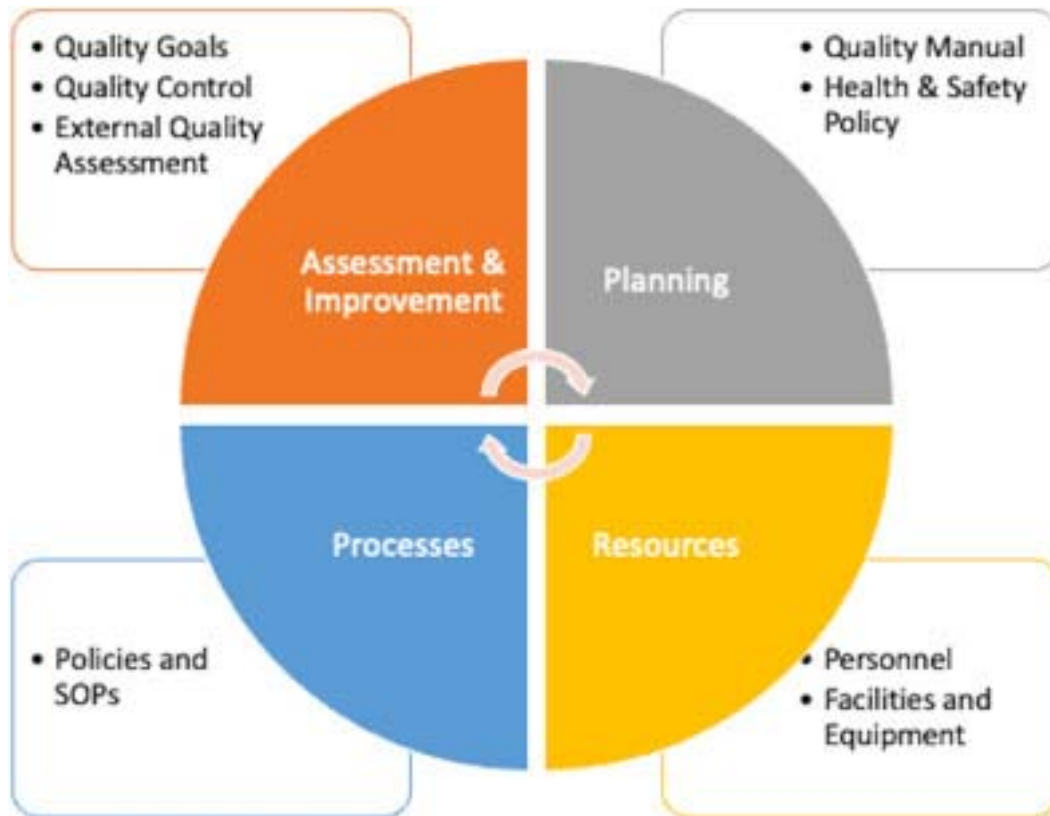 • Quality Goals
• Quality Control
• External Quality
Assessment
• Quality Manual
• Health & Safety
Policy
Assessment &
Improvement
Planning
Processes
Resources
• Policies and
SOPs
• Personnel
• Facilities and
Equipment